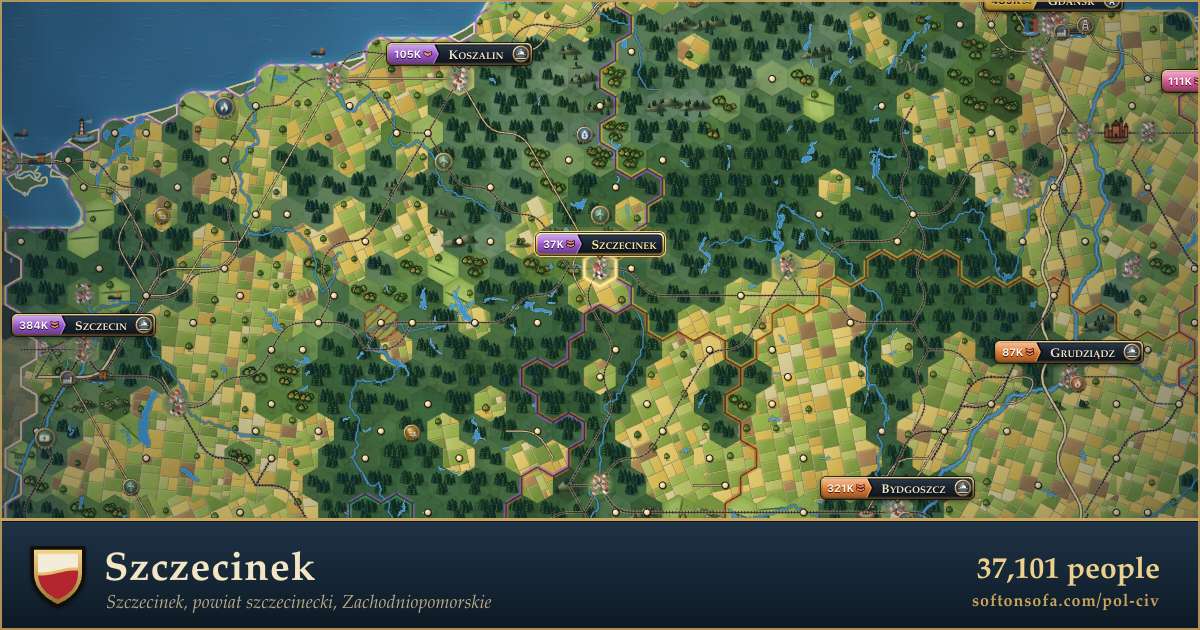 GDAŃSK
105K KOSZALIN
111K
37K SZCZECINEK
384K SZCZECIN
87K GRUDZIĄDZ
321K BYDGOSZCZ
Szczecinek
37,101 people
Szczecinek, powiat szczecinecki, Zachodniopomorskie
softonsofa.com/pol-civ